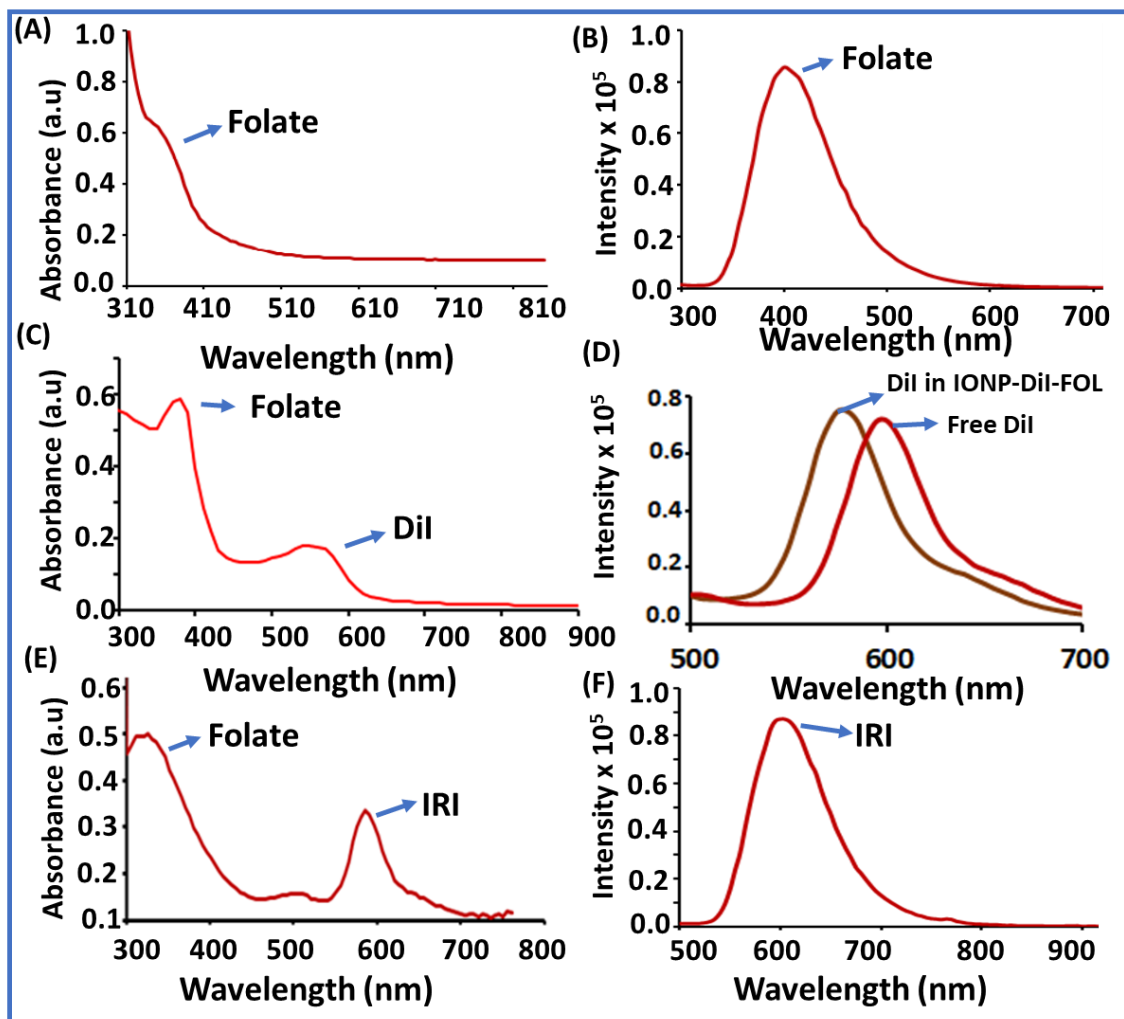 (A)
Absorbance (a.u)
1.0
0.8
0.6
0.4
0.2
0.0
Folate
310 410 510 610 710 810
Wavelength (nm)
(B)
Intensity x 10⁵
1.0
0.8
0.6
0.4
0.2
0.0
Folate
300 400 500 600 700
Wavelength (nm)
(C)
Absorbance (a.u)
0.6
0.4
0.2
0.0
Folate
DiI
300 400 500 600 700 800 900
Wavelength (nm)
(D)
Intensity x 10⁵
0.8
0.6
0.4
0.2
0.0
DiI in IONP-DiI-FOL
Free DiI
500 600 700
Wavelength (nm)
(E)
Absorbance (a.u)
0.6
0.5
0.3
0.2
0.1
Folate
IRI
300 400 500 600 700 800
Wavelength (nm)
(F)
Intensity x 10⁵
1.0
0.8
0.6
0.4
0.2
0.0
IRI
500 600 700 800 900
Wavelength (nm)